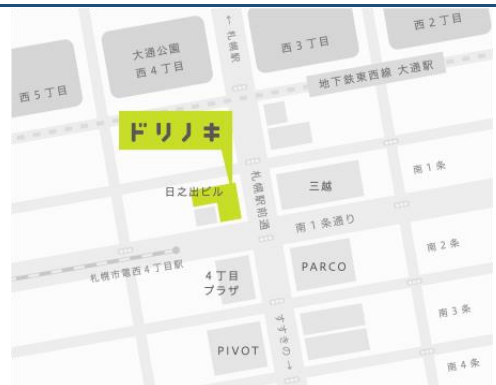 西2丁目
← 札幌駅
西3丁目
大通公園
西4丁目
地下鉄東西線 大通駅
西5丁目
ドリノキ
南1条
三越
日之出ビル
札幌駅前通
南1条通り
南2条
札幌市電西4丁目駅
4丁目
プラザ
PARCO
すすきの →
南3条
PIVOT
南4条